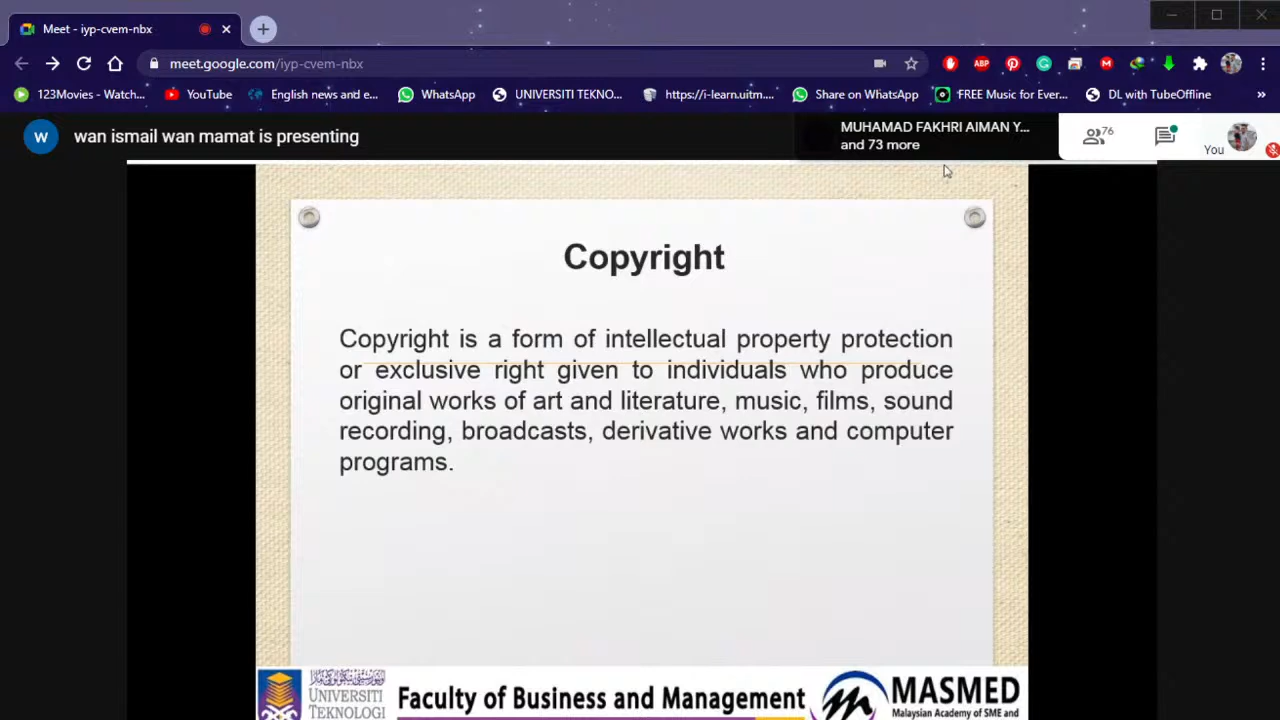 Meet - iyp-cvem-nbx
meet.google.com/iyp-cvem-nbx
ABP
123Movies - Watch...
YouTube
English news and e...
WhatsApp
UNIVERSITI TEKNO...
https://i-learn.uitm....
Share on WhatsApp
FREE Music for Ever...
DL with TubeOffline
W
wan ismail wan mamat is presenting
MUHAMAD FAKHRI AIMAN Y...
and 73 more
76
You
Copyright
Copyright is a form of intellectual property protection
or exclusive right given to individuals who produce
original works of art and literature, music, films, sound
recording, broadcasts, derivative works and computer
programs.
UNIVERSITI
TEKNOLOGI
Faculty of Business and Management
MASMED
Malaysian Academy of SME and